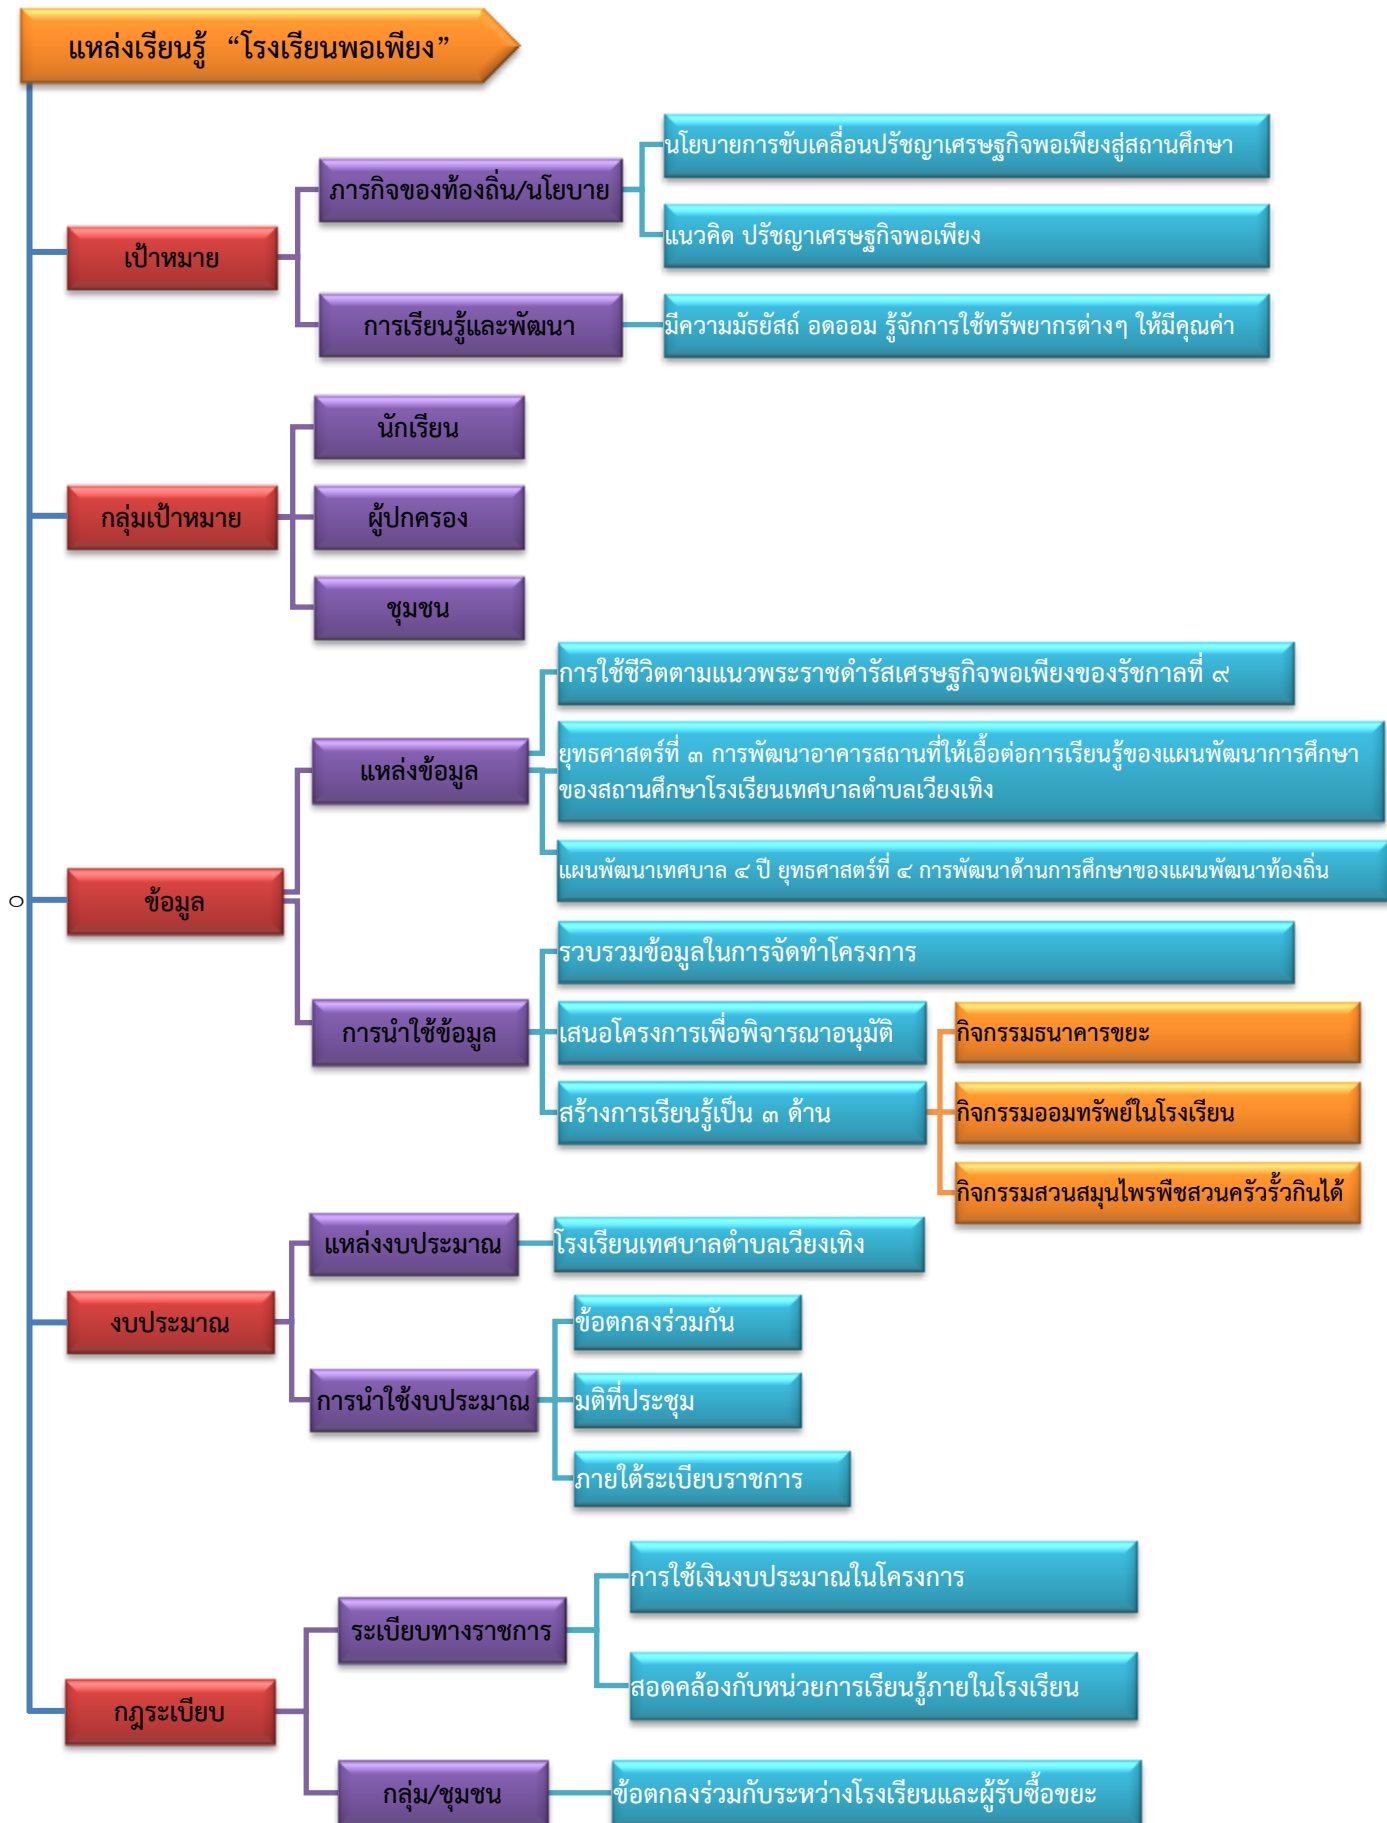 แหล่งเรียนรู้ “โรงเรียนพอเพียง”
นโยบายการขับเคลื่อนปรัชญาเศรษฐกิจพอเพียงสู่สถานศึกษา
ภารกิจของท้องถิ่น/นโยบาย
แนวคิด ปรัชญาเศรษฐกิจพอเพียง
เป้าหมาย
การเรียนรู้และพัฒนา
มีความมัธยัสถ์ อดออม รู้จักการใช้ทรัพยากรต่างๆ ให้มีคุณค่า
นักเรียน
กลุ่มเป้าหมาย
ผู้ปกครอง
ชุมชน
การใช้ชีวิตตามแนวพระราชดำรัสเศรษฐกิจพอเพียงของรัชกาลที่ ๙
แหล่งข้อมูล
ยุทธศาสตร์ที่ ๓ การพัฒนาอาคารสถานที่ให้เอื้อต่อการเรียนรู้ของแผนพัฒนาการศึกษา
ของสถานศึกษาโรงเรียนเทศบาลตำบลเวียงเทิง
แผนพัฒนาเทศบาล ๔ ปี ยุทธศาสตร์ที่ ๔ การพัฒนาด้านการศึกษาของแผนพัฒนาท้องถิ่น
๐
ข้อมูล
รวบรวมข้อมูลในการจัดทำโครงการ
การนำใช้ข้อมูล
เสนอโครงการเพื่อพิจารณาอนุมัติ
กิจกรรมธนาคารขยะ
สร้างการเรียนรู้เป็น ๓ ด้าน
กิจกรรมออมทรัพย์ในโรงเรียน
กิจกรรมสวนสมุนไพรพืชสวนครัวรั้วกินได้
แหล่งงบประมาณ
โรงเรียนเทศบาลตำบลเวียงเทิง
งบประมาณ
ข้อตกลงร่วมกัน
การนำใช้งบประมาณ
มติที่ประชุม
ภายใต้ระเบียบราชการ
การใช้เงินงบประมาณในโครงการ
ระเบียบทางราชการ
สอดคล้องกับหน่วยการเรียนรู้ภายในโรงเรียน
กฎระเบียบ
กลุ่ม/ชุมชน
ข้อตกลงร่วมกับระหว่างโรงเรียนและผู้รับซื้อขยะ